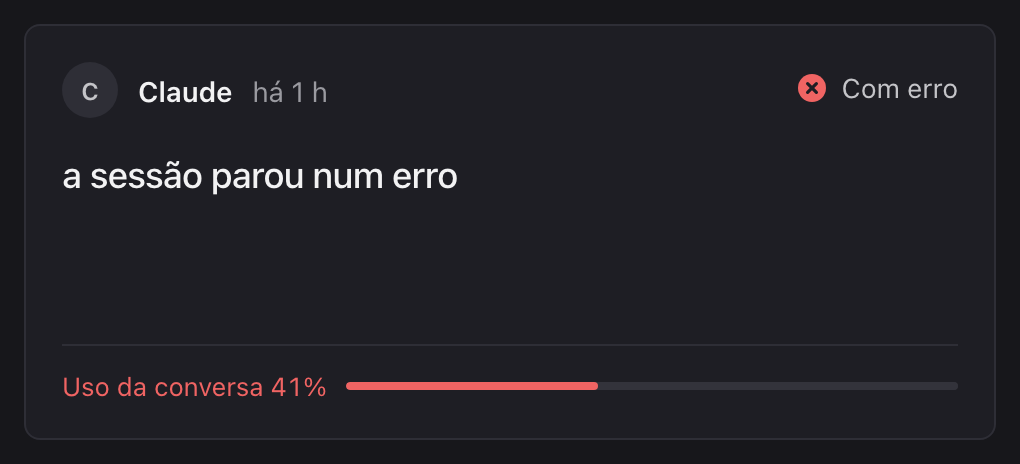 C Claude há 1 h Com erro
a sessão parou num erro
Uso da conversa 41%